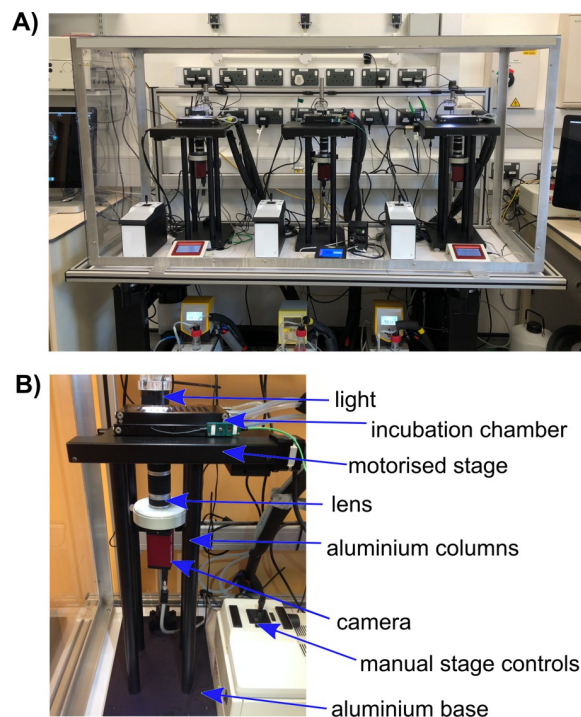 A)
B)
light
incubation chamber
motorised stage
lens
aluminium columns
camera
manual stage controls
aluminium base